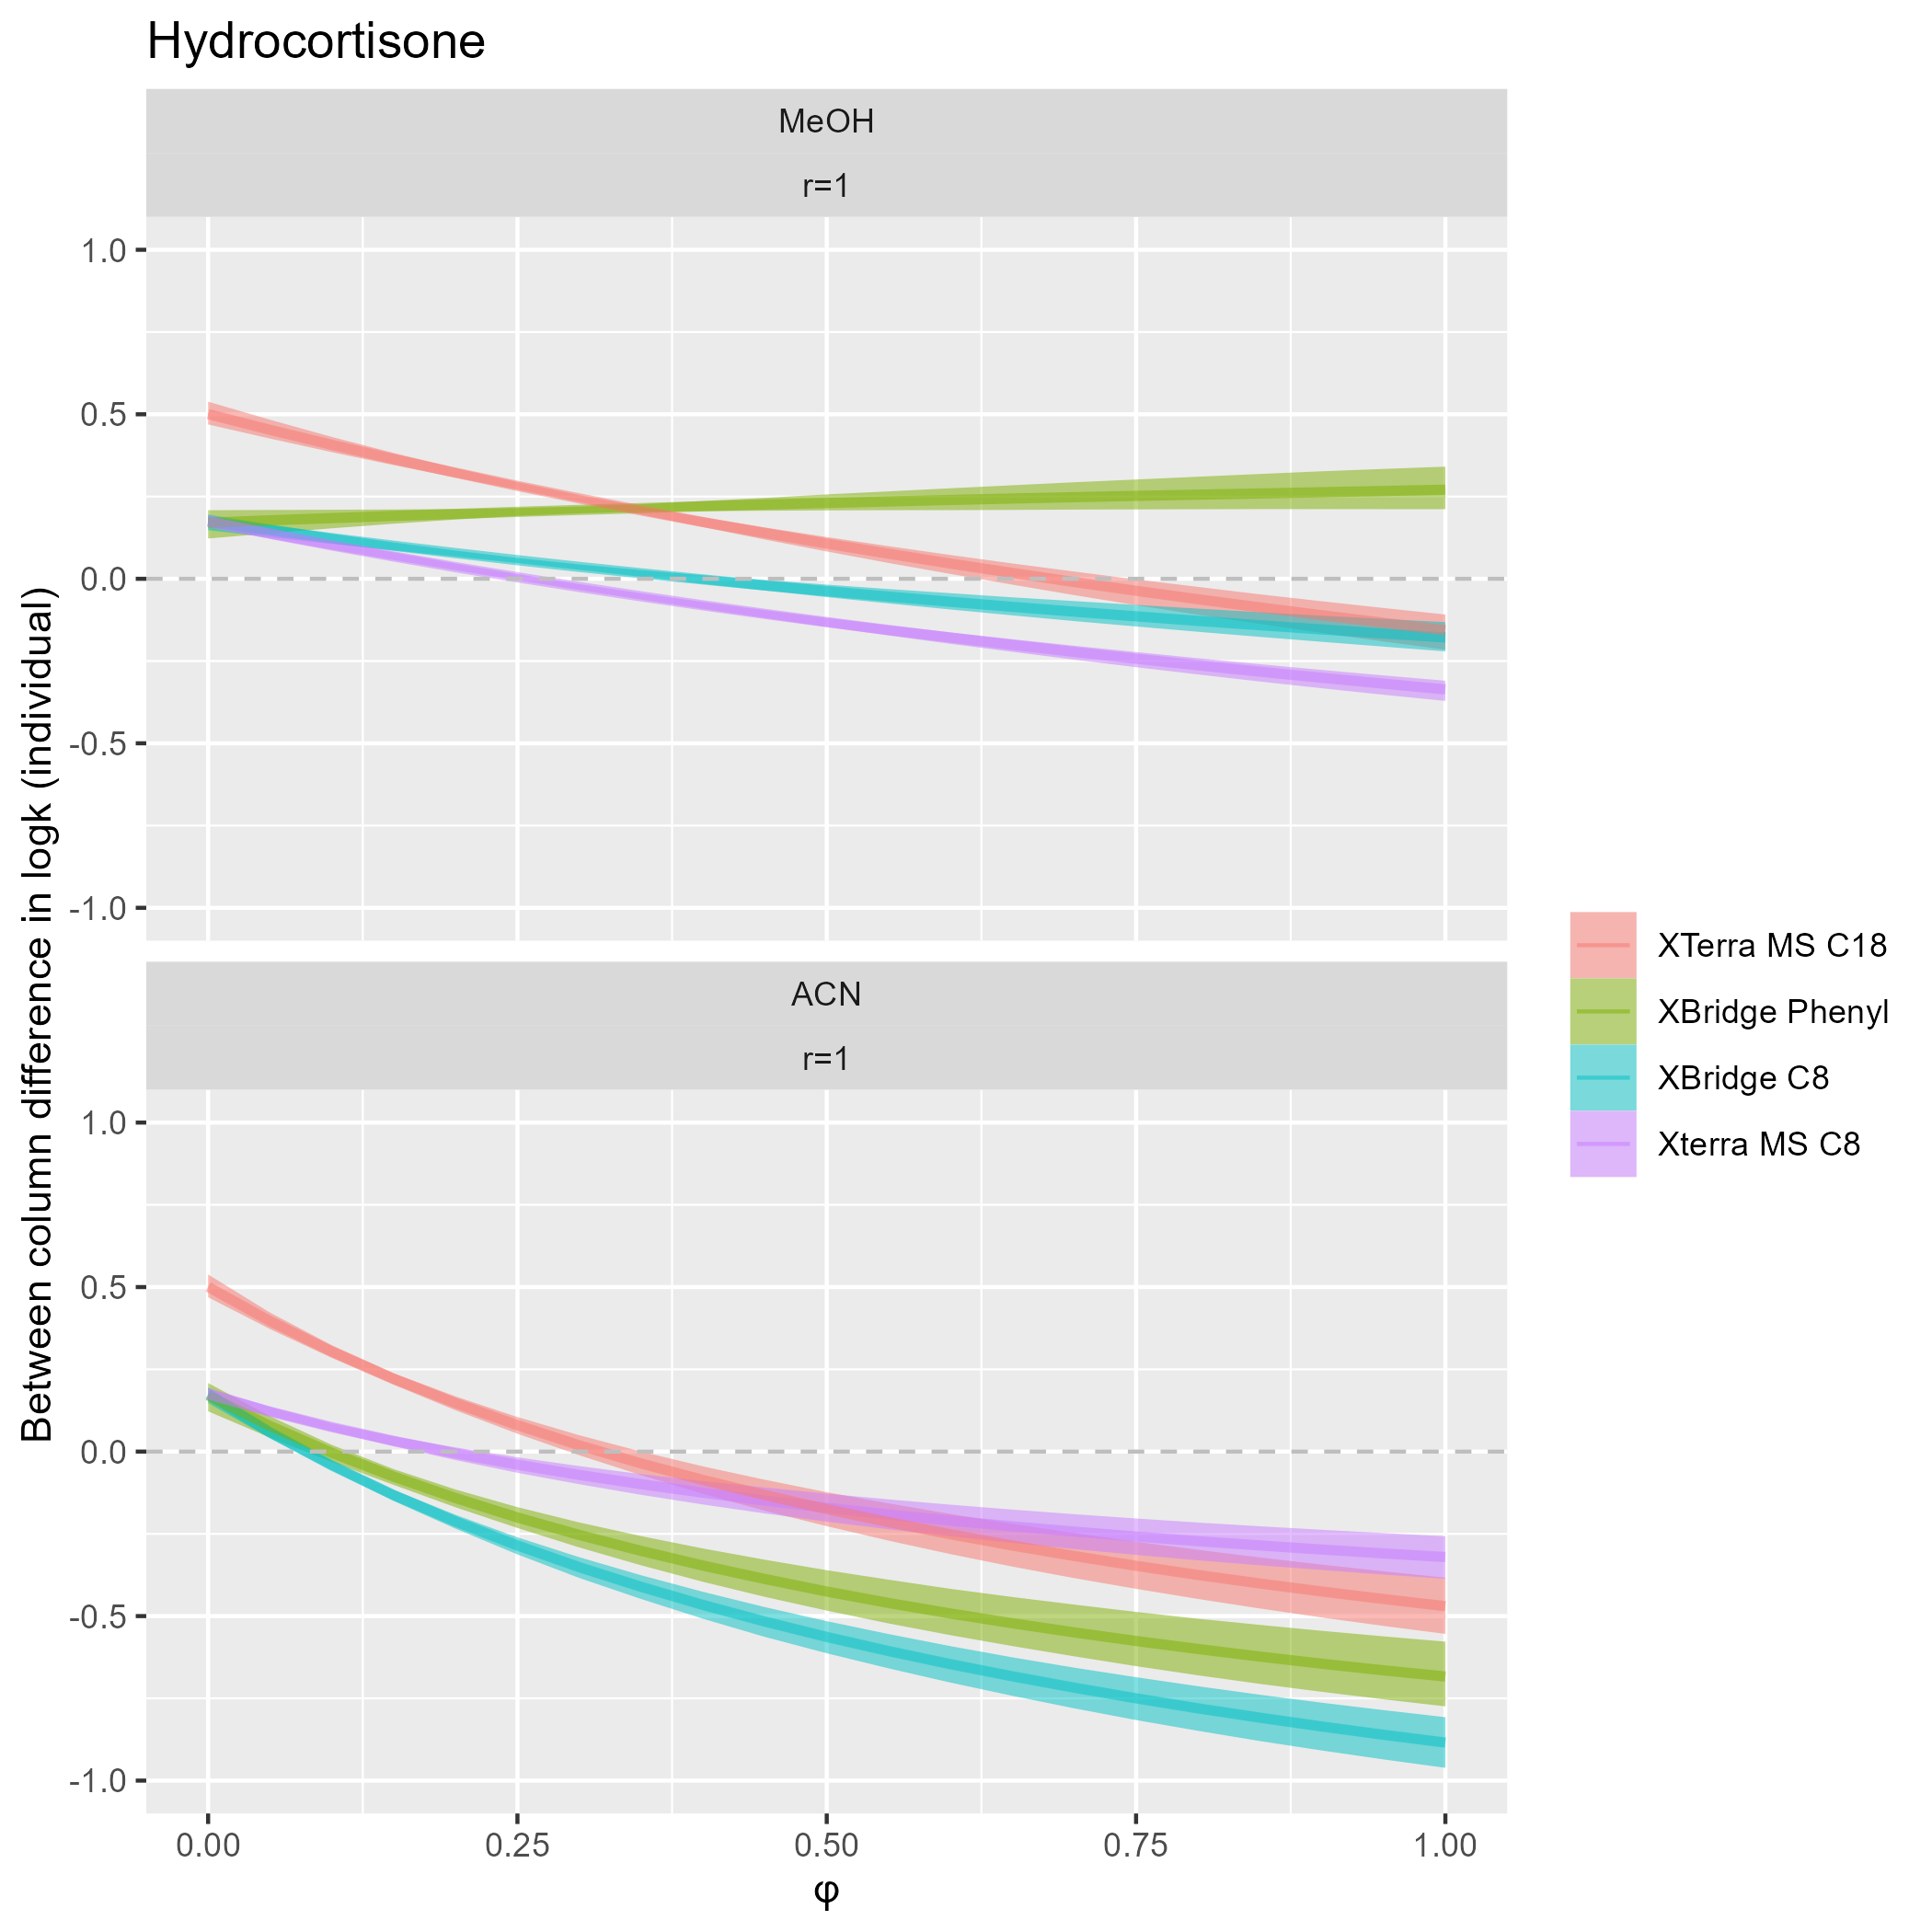 Hydrocortisone
MeOH
r=1
1.0
0.5
0.0
-0.5
-1.0
ACN
r=1
1.0
0.5
0.0
-0.5
-1.0
0.00 0.25 0.50 0.75 1.00
φ
Between column difference in logk (individual)
XTerra MS C18
XBridge Phenyl
XBridge C8
Xterra MS C8